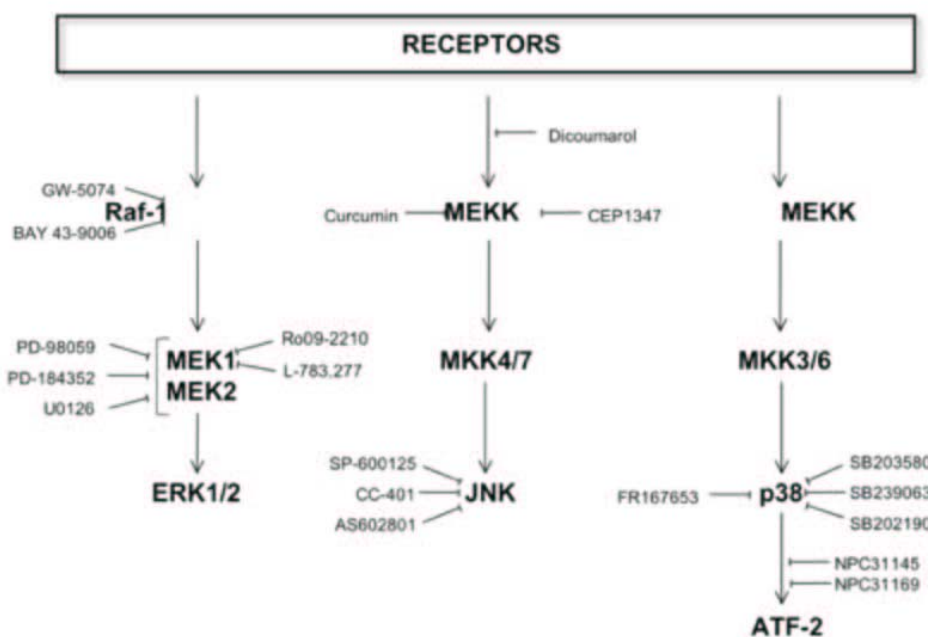 RECEPTORS
Dicoumarol
GW-5074
Raf-1
BAY 43-9006
Curcumin
MEKK
CEP1347
MEKK
PD-98059
PD-184352
U0126
MEK1
MEK2
Ro09-2210
L-783,277
MKK4/7
MKK3/6
ERK1/2
SP-600125
CC-401
AS602801
JNK
FR167653
p38
SB203580
SB239063
SB202190
NPC31145
NPC31169
ATF-2